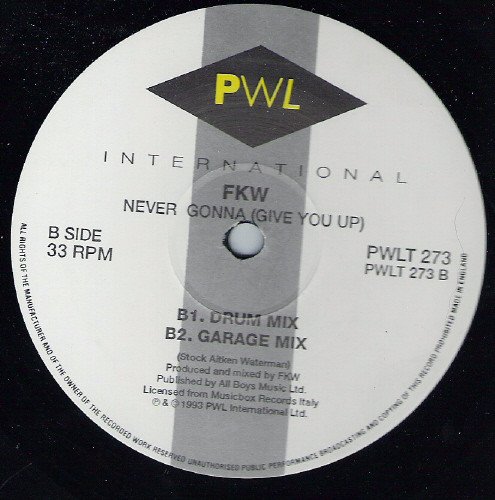 PWL
INTERNATIONAL
FKW
NEVER GONNA (GIVE YOU UP)
B SIDE
33 RPM
PWLT 273
PWLT 273 B
B1. DRUM MIX
B2. GARAGE MIX
(Stock Aitken Waterman)
Produced and mixed by FKW
Published by All Boys Music Ltd.
Licensed from Musicbox Records Italy
℗ & © 1993 PWL International Ltd.
ALL RIGHTS OF THE MANUFACTURER AND OF THE OWNER OF THE RECORDED WORK RESERVED UNAUTHORISED PUBLIC PERFORMANCE BROADCASTING AND COPYING OF THIS RECORD PROHIBITED MADE IN ENGLAND